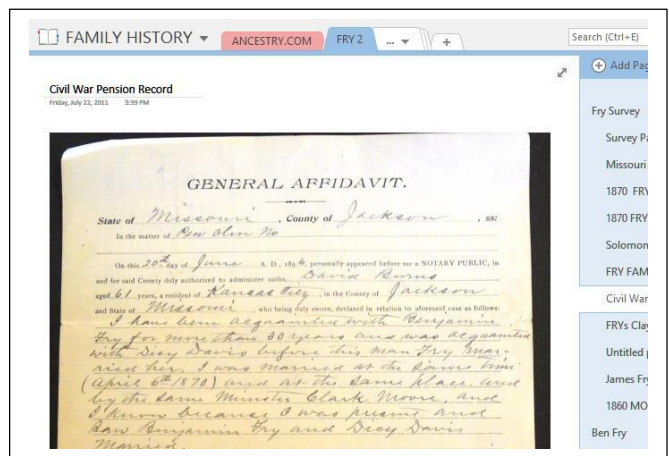 FAMILY HISTORY
ANCESTRY.COM
FRY 2
...
+
Search (Ctrl+E)
Add Pag
Civil War Pension Record
Friday, July 22, 2011 3:39 PM
Fry Survey
Survey Pa
Missouri
1870 FRY
1870 FRY
Solomon
FRY FAM
Civil War
FRYs Clay
Untitled p
James Fry
1860 MO
Ben Fry
GENERAL AFFIDAVIT.
State of Missouri, County of Jackson, ss:
In the matter of Pen Olin No
On this 20th day of June A. D., 1896, personally appeared before me a NOTARY PUBLIC, in
and for said County duly authorized to administer oaths, David Burns
aged 61 years, a resident of Kansas City, in the County of Jackson
and State of Missouri, who being duly sworn, declared in relation to aforesaid case as follows:
I have been acquainted with Benjamin
Fry for more than 30 years and was acquainted
with Dicy Davis before this man Fry mar-
ried her, I was married at the same time
(April 6th 1870) and at the same place, and
by the same Minister Clark Moore, and
I know because I was present and
saw Benjamin Fry and Dicy Davis
Married.